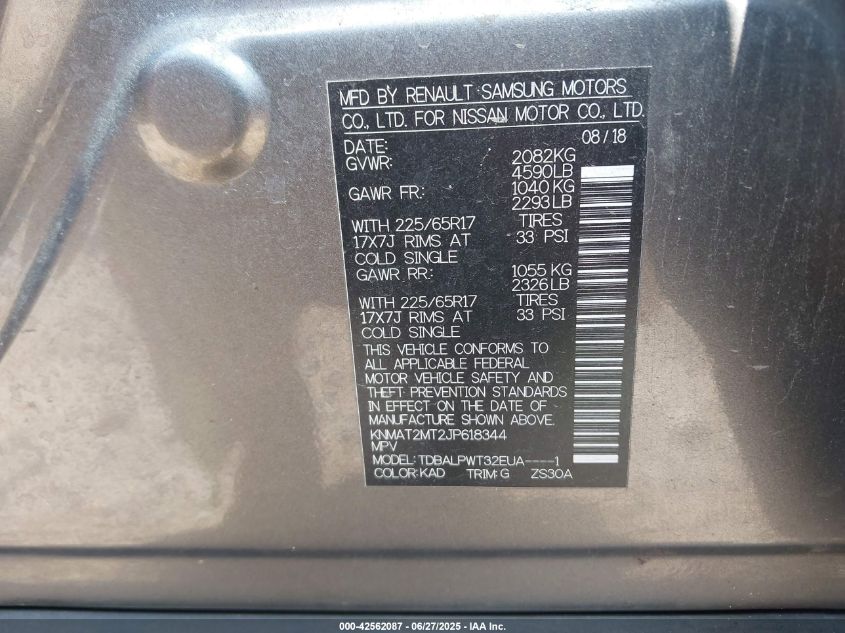 MFD BY RENAULT SAMSUNG MOTORS
CO., LTD. FOR NISSAN MOTOR CO., LTD.
DATE: 08/18
GVWR: 2082KG
4590LB
GAWR FR: 1040KG
2293LB
WITH 225/65R17 TIRES
17X7J RIMS AT 33 PSI
COLD SINGLE
GAWR RR: 1055 KG
2326LB
WITH 225/65R17 TIRES
17X7J RIMS AT 33 PSI
COLD SINGLE
THIS VEHICLE CONFORMS TO
ALL APPLICABLE FEDERAL
MOTOR VEHICLE SAFETY AND
THEFT PREVENTION STANDARDS
IN EFFECT ON THE DATE OF
MANUFACTURE SHOWN ABOVE.
KNMAT2MT2JP618344
MPV
MODEL: TDBALPWT32EUA----1
COLOR: KAD TRIM: G ZS30A
000-42562087 - 06/27/2025 - IAA Inc.